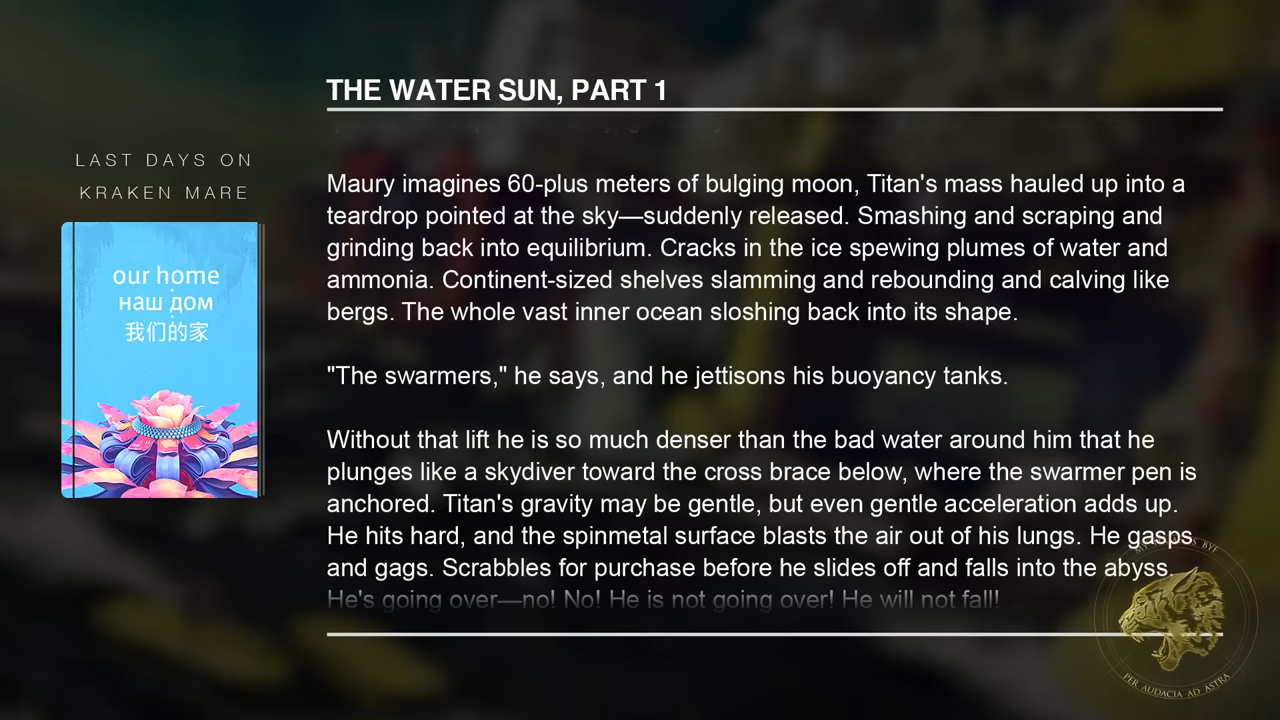 THE WATER SUN, PART 1
LAST DAYS ON
KRAKEN MARE
our home
наш дом
我们的家
Maury imagines 60-plus meters of bulging moon, Titan's mass hauled up into a
teardrop pointed at the sky—suddenly released. Smashing and scraping and
grinding back into equilibrium. Cracks in the ice spewing plumes of water and
ammonia. Continent-sized shelves slamming and rebounding and calving like
bergs. The whole vast inner ocean sloshing back into its shape.
"The swarmers," he says, and he jettisons his buoyancy tanks.
Without that lift he is so much denser than the bad water around him that he
plunges like a skydiver toward the cross brace below, where the swarmer pen is
anchored. Titan's gravity may be gentle, but even gentle acceleration adds up.
He hits hard, and the spinmetal surface blasts the air out of his lungs. He gasps
and gags. Scrabbles for purchase before he slides off and falls into the abyss.
He's going over—no! No! He is not going over! He will not fall!
BYF
PER AUDACIA AD ASTRA